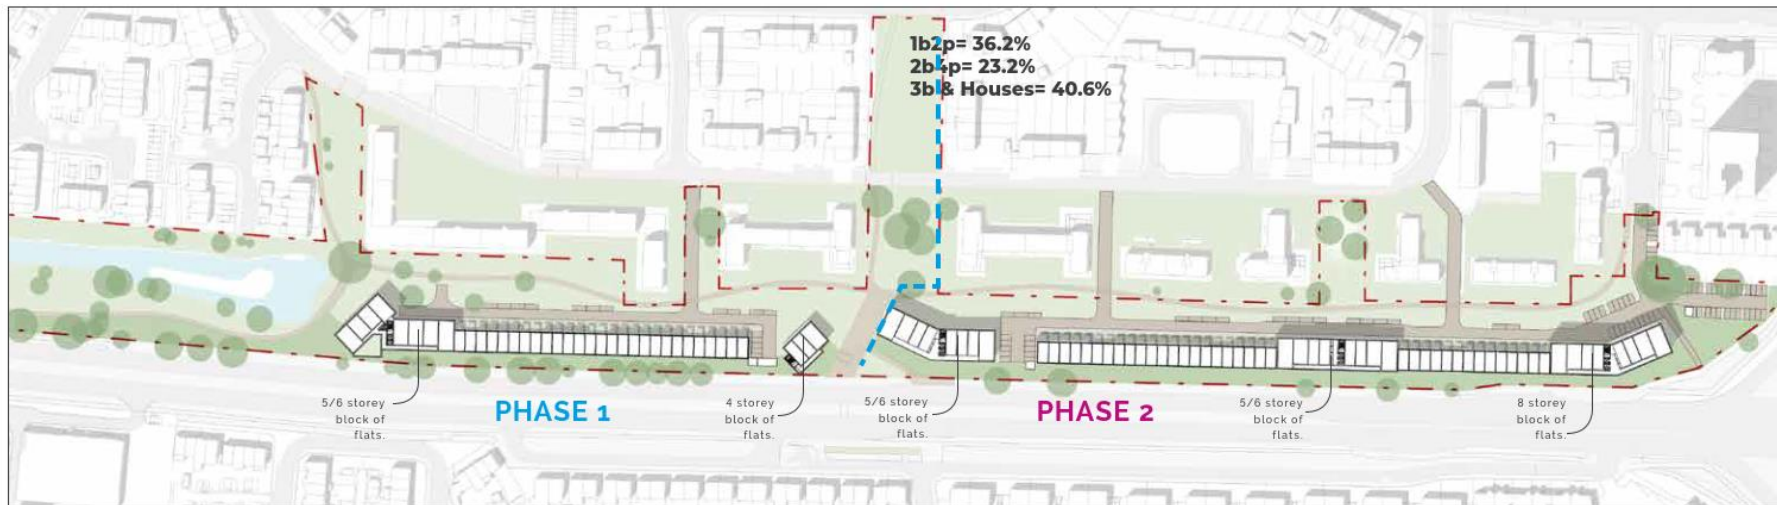 1b2p= 36.2%
2b4p= 23.2%
3b & Houses= 40.6%
5/6 storey
block of
flats.
PHASE 1
4 storey
block of
flats.
5/6 storey
block of
flats.
PHASE 2
5/6 storey
block of
flats.
8 storey
block of
flats.